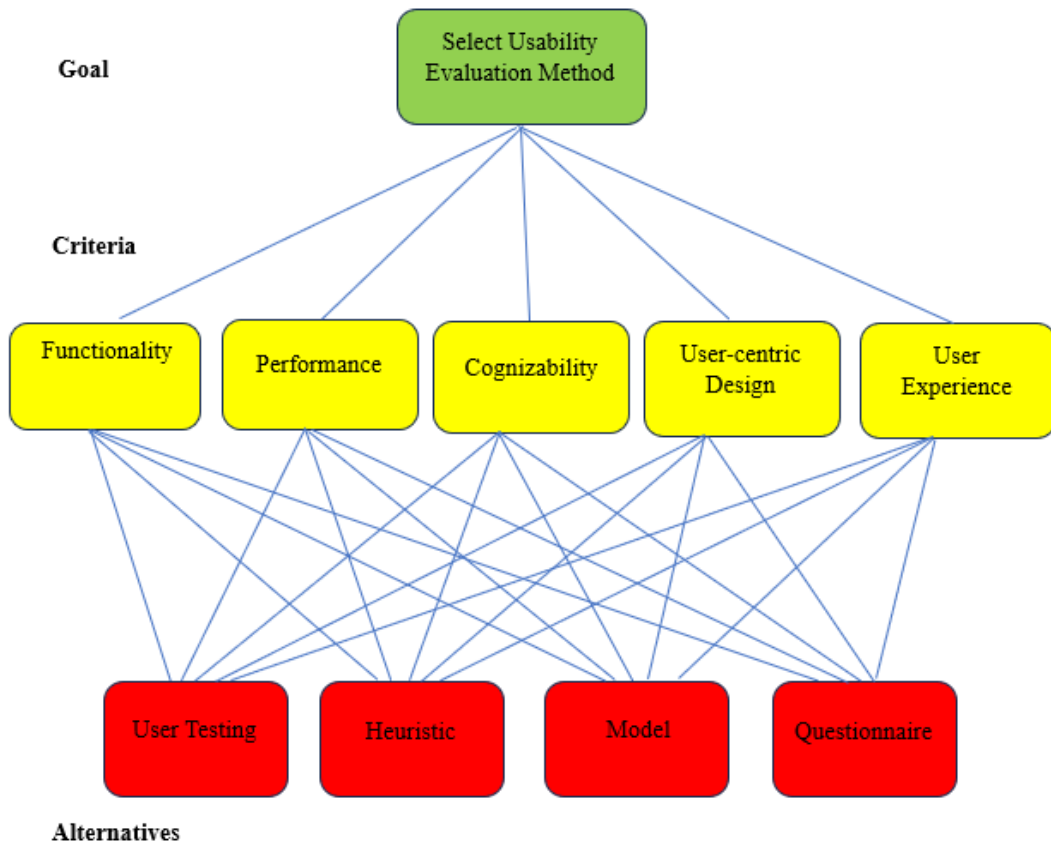 Goal
Select Usability
Evaluation Method
Criteria
Functionality
Performance
Cognizability
User-centric
Design
User
Experience
User Testing
Heuristic
Model
Questionnaire
Alternatives